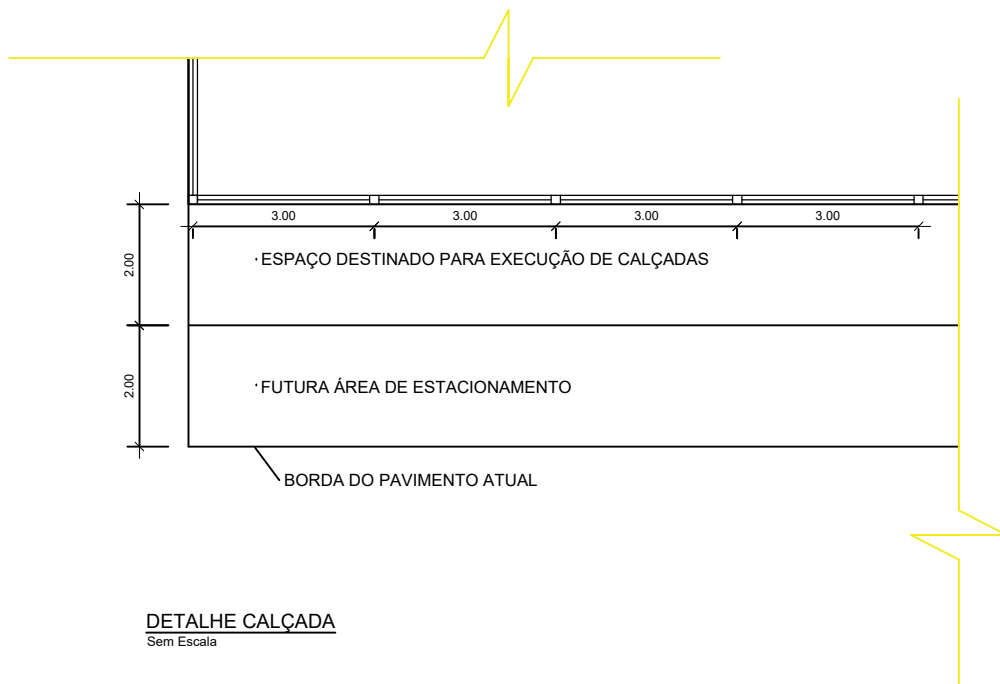 3.00 3.00 3.00 3.00
2.00
ESPAÇO DESTINADO PARA EXECUÇÃO DE CALÇADAS
2.00
FUTURA ÁREA DE ESTACIONAMENTO
BORDA DO PAVIMENTO ATUAL
DETALHE CALÇADA
Sem Escala